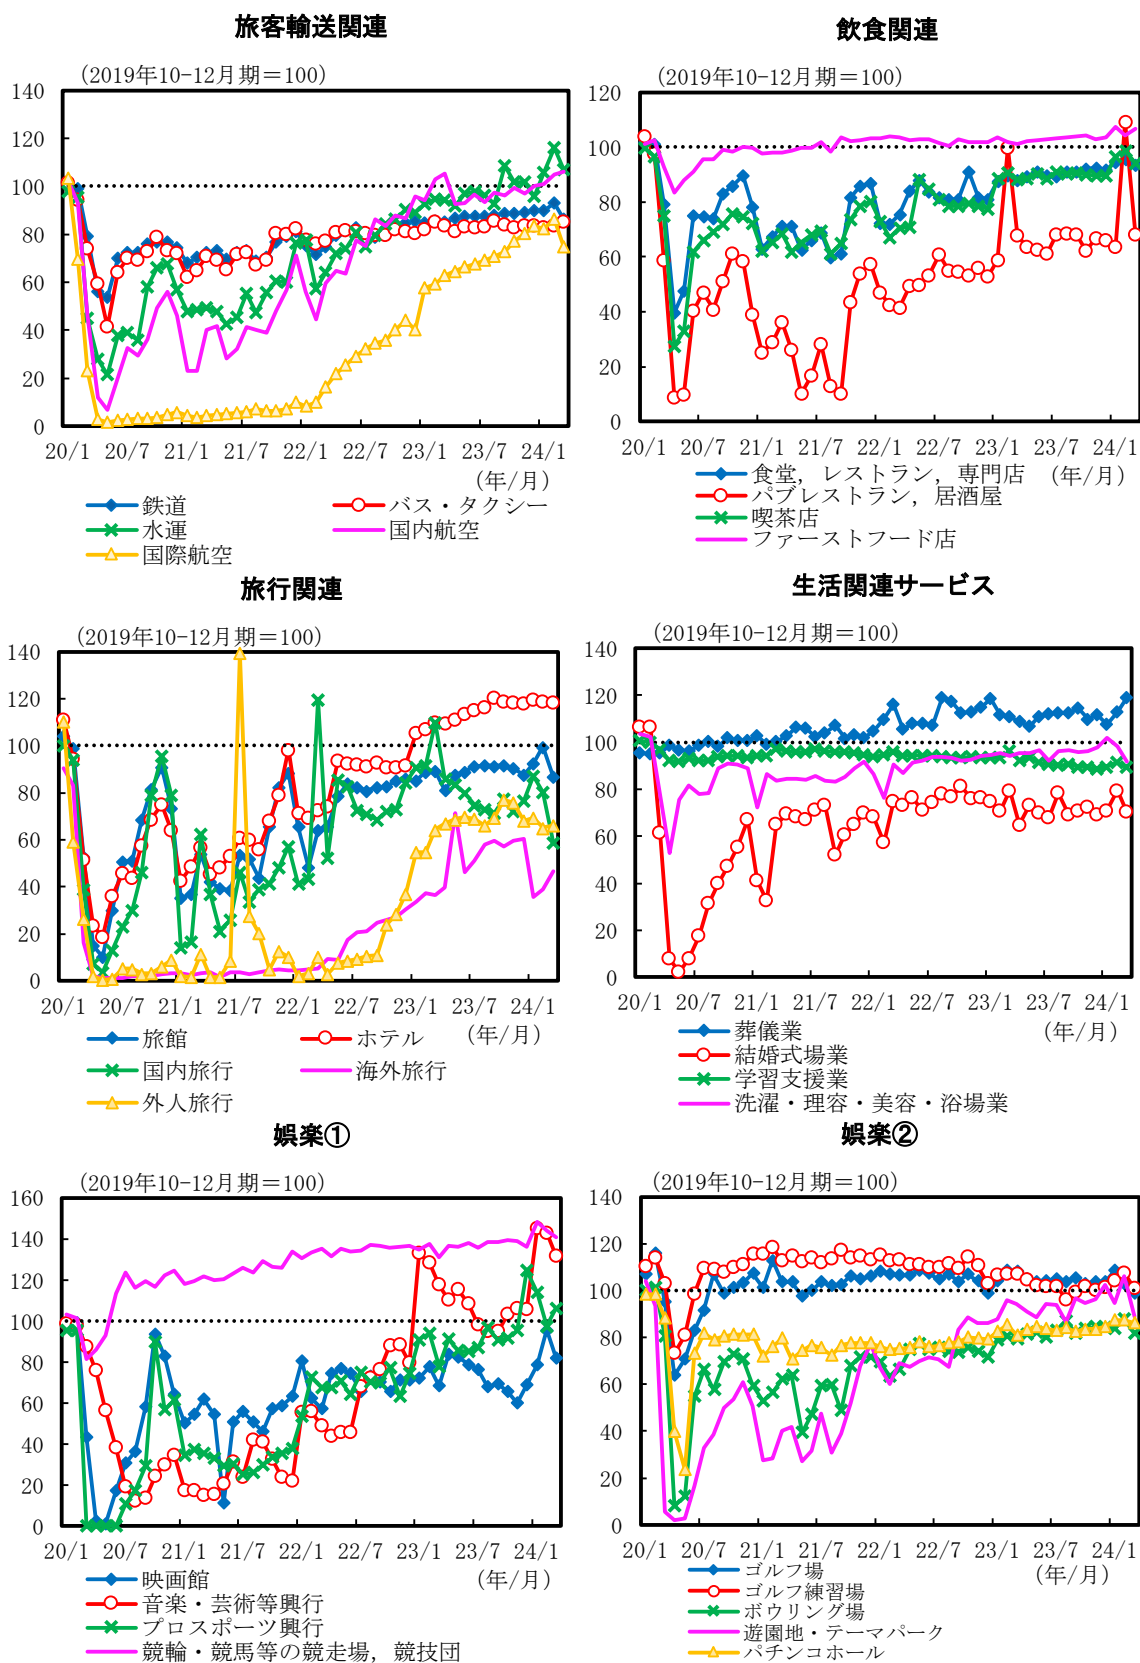 旅客輸送関連
(2019年10-12月期＝100)
140
120
100
80
60
40
20
0
20/1 20/7 21/1 21/7 22/1 22/7 23/1 23/7 24/1
(年/月)
鉄道
バス・タクシー
水運
国内航空
国際航空
飲食関連
(2019年10-12月期＝100)
120
100
80
60
40
20
0
20/1 20/7 21/1 21/7 22/1 22/7 23/1 23/7 24/1
(年/月)
食堂，レストラン，専門店
パブレストラン，居酒屋
喫茶店
ファーストフード店
旅行関連
(2019年10-12月期＝100)
140
120
100
80
60
40
20
0
20/1 20/7 21/1 21/7 22/1 22/7 23/1 23/7 24/1
(年/月)
旅館
ホテル
国内旅行
海外旅行
外人旅行
生活関連サービス
(2019年10-12月期＝100)
140
120
100
80
60
40
20
0
20/1 20/7 21/1 21/7 22/1 22/7 23/1 23/7 24/1
(年/月)
葬儀業
結婚式場業
学習支援業
洗濯・理容・美容・浴場業
娯楽①
(2019年10-12月期＝100)
160
140
120
100
80
60
40
20
0
20/1 20/7 21/1 21/7 22/1 22/7 23/1 23/7 24/1
(年/月)
映画館
音楽・芸術等興行
プロスポーツ興行
競輪・競馬等の競走場，競技団
娯楽②
(2019年10-12月期＝100)
140
120
100
80
60
40
20
0
20/1 20/7 21/1 21/7 22/1 22/7 23/1 23/7 24/1
(年/月)
ゴルフ場
ゴルフ練習場
ボウリング場
遊園地・テーマパーク
パチンコホール